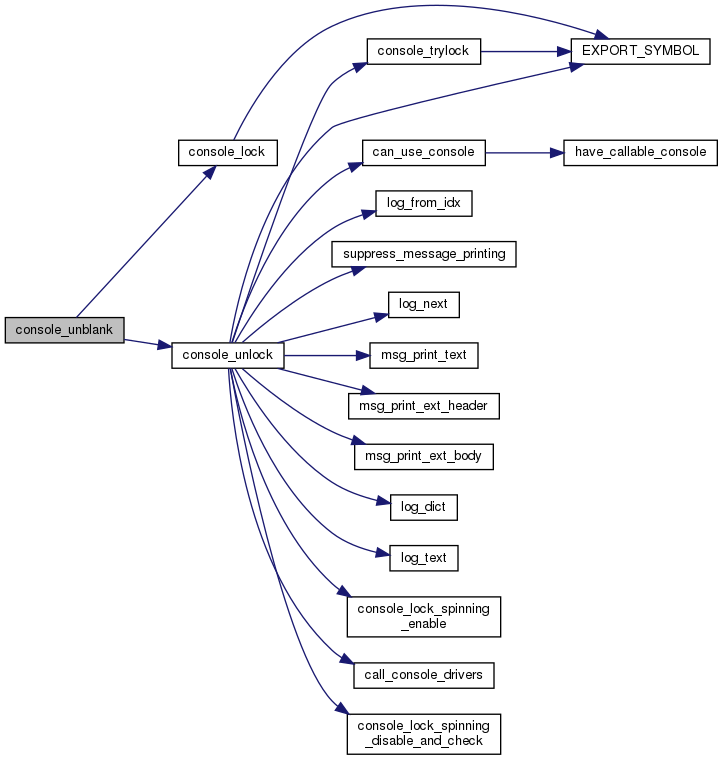 console_trylock
EXPORT_SYMBOL
console_lock
can_use_console
have_callable_console
log_from_idx
suppress_message_printing
log_next
console_unblank
console_unlock
msg_print_text
msg_print_ext_header
msg_print_ext_body
log_dict
log_text
console_lock_spinning
_enable
call_console_drivers
console_lock_spinning
_disable_and_check